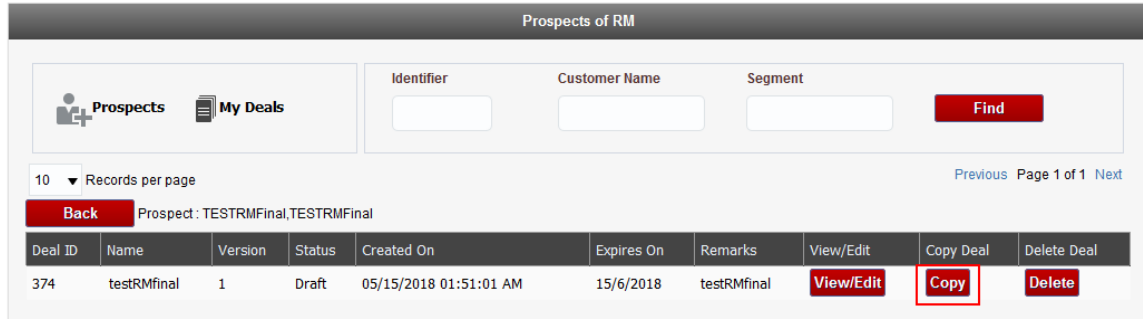 Prospects of RM
Identifier Customer Name Segment
Prospects My Deals Find
10 Records per page Previous Page 1 of 1 Next
Back Prospect : TESTRMFinal,TESTRMFinal
Deal ID Name Version Status Created On Expires On Remarks View/Edit Copy Deal Delete Deal
374 testRMfinal 1 Draft 05/15/2018 01:51:01 AM 15/6/2018 testRMfinal View/Edit Copy Delete